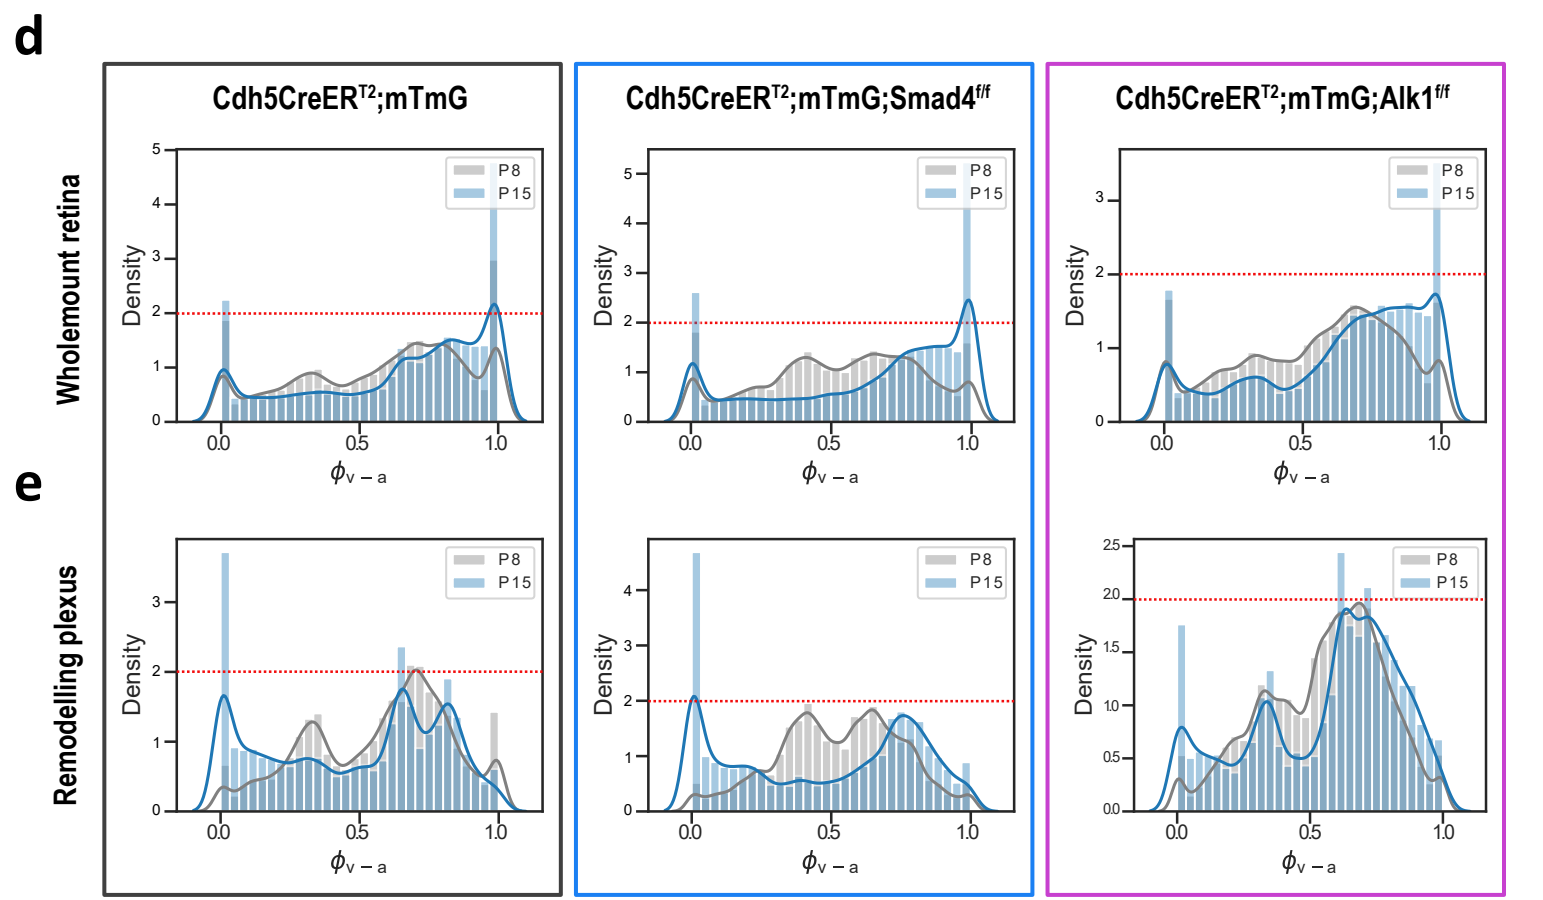 d
Cdh5CreERT2;mTmG
Cdh5CreERT2;mTmG;Smad4f/f
Cdh5CreERT2;mTmG;Alk1f/f
Wholemount retina
Density
5
4
3
2
1
0
0.0 0.5 1.0
ϕv – a
P8
P15
Density
5
4
3
2
1
0
0.0 0.5 1.0
ϕv – a
P8
P15
Density
3
2
1
0
0.0 0.5 1.0
ϕv – a
P8
P15
e
Remodelling plexus
Density
3
2
1
0
0.0 0.5 1.0
ϕv – a
P8
P15
Density
4
3
2
1
0
0.0 0.5 1.0
ϕv – a
P8
P15
Density
2.5
2.0
1.5
1.0
0.5
0.0
0.0 0.5 1.0
ϕv – a
P8
P15